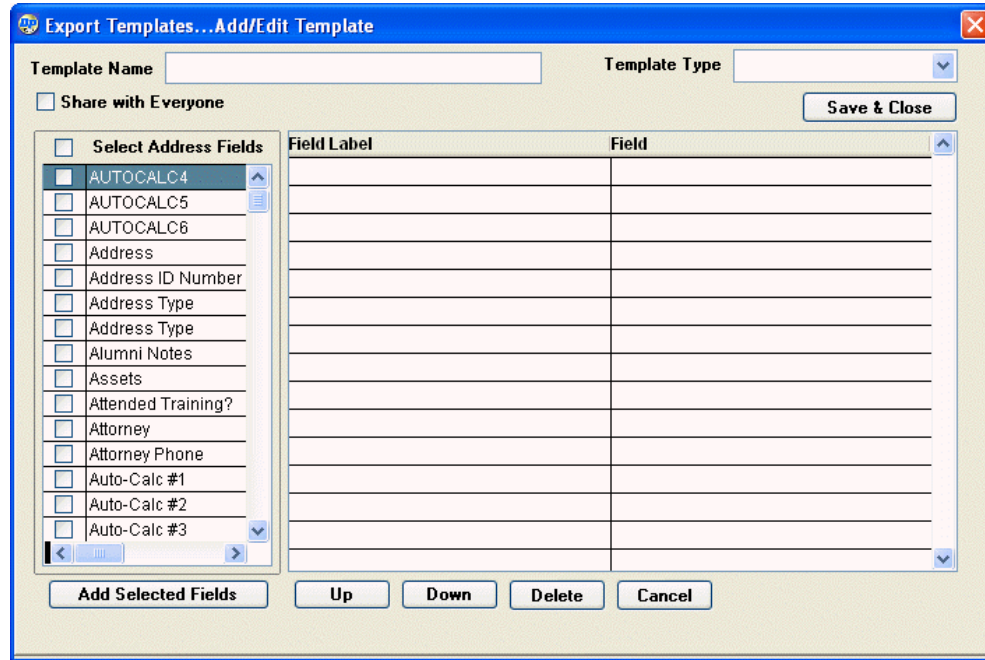 Export Templates...Add/Edit Template
Template Name
Template Type
Share with Everyone
Save & Close
Select Address Fields
Field Label
Field
AUTOCALC4
AUTOCALC5
AUTOCALC6
Address
Address ID Number
Address Type
Address Type
Alumni Notes
Assets
Attended Training?
Attorney
Attorney Phone
Auto-Calc #1
Auto-Calc #2
Auto-Calc #3
Add Selected Fields
Up
Down
Delete
Cancel